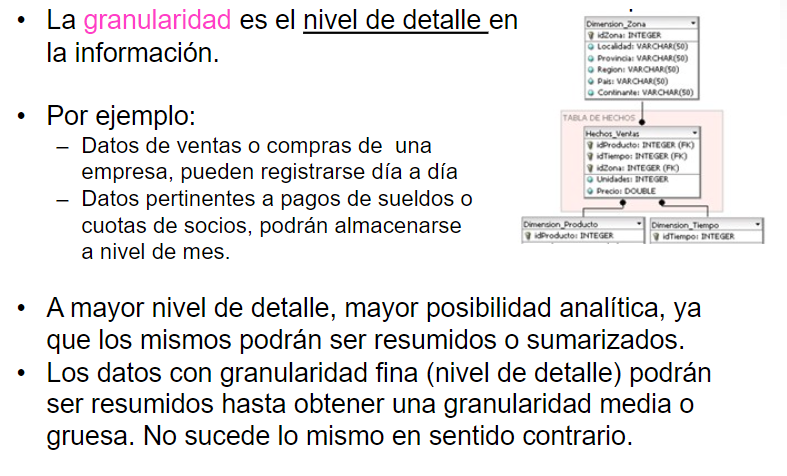 • La granularidad es el nivel de detalle en
la información.
• Por ejemplo:
– Datos de ventas o compras de una
empresa, pueden registrarse día a día
– Datos pertinentes a pagos de sueldos o
cuotas de socios, podrán almacenarse
a nivel de mes.
• A mayor nivel de detalle, mayor posibilidad analítica, ya
que los mismos podrán ser resumidos o sumarizados.
• Los datos con granularidad fina (nivel de detalle) podrán
ser resumidos hasta obtener una granularidad media o
gruesa. No sucede lo mismo en sentido contrario.
Dimension_Zona
idZona: INTEGER
Localidad: VARCHAR(50)
Provincia: VARCHAR(50)
Region: VARCHAR(50)
Pais: VARCHAR(50)
Continante: VARCHAR(50)
TABLA DE HECHOS
Hechos_Ventas
idProducto: INTEGER (FK)
idTiempo: INTEGER (FK)
idZona: INTEGER (FK)
Unidades: INTEGER
Precio: DOUBLE
Dimension_Producto
idProducto: INTEGER
Dimension_Tiempo
idTiempo: INTEGER